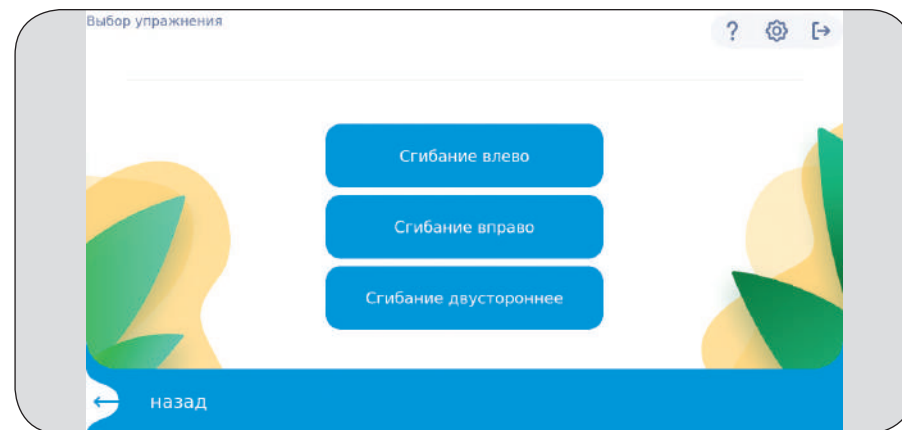 Выбор упражнения
?
Сгибание влево
Сгибание вправо
Сгибание двустороннее
назад